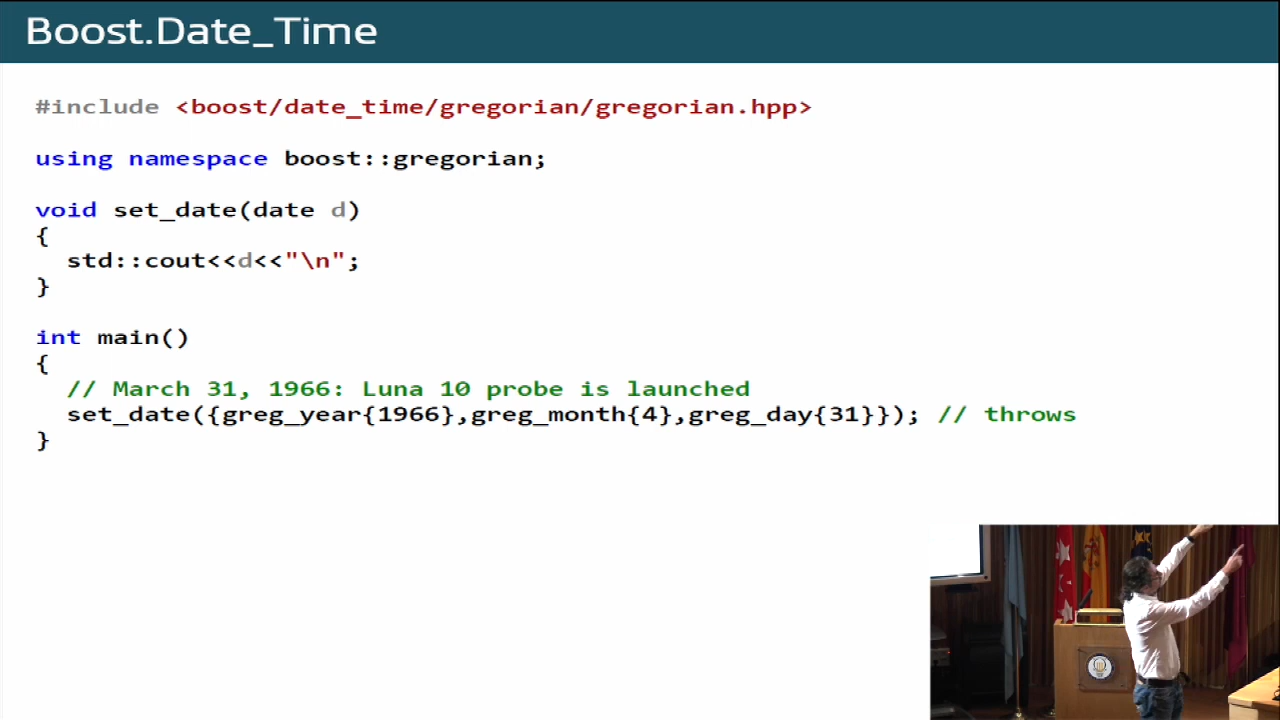 Boost.Date_Time
#include <boost/date_time/gregorian/gregorian.hpp>
using namespace boost::gregorian;
void set_date(date d)
{
std::cout<<d<<"\n";
}
int main()
{
// March 31, 1966: Luna 10 probe is launched
set_date({greg_year{1966},greg_month{4},greg_day{31}}); // throws
}